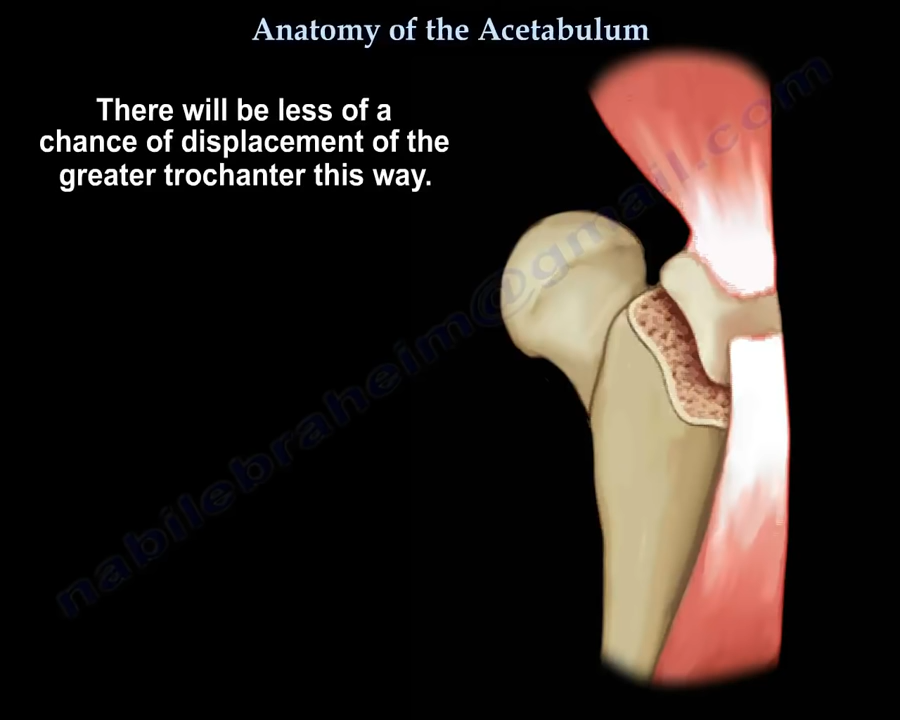 Anatomy of the Acetabulum
There will be less of a
chance of displacement of the
greater trochanter this way.
nabilebraheim@gmail.com